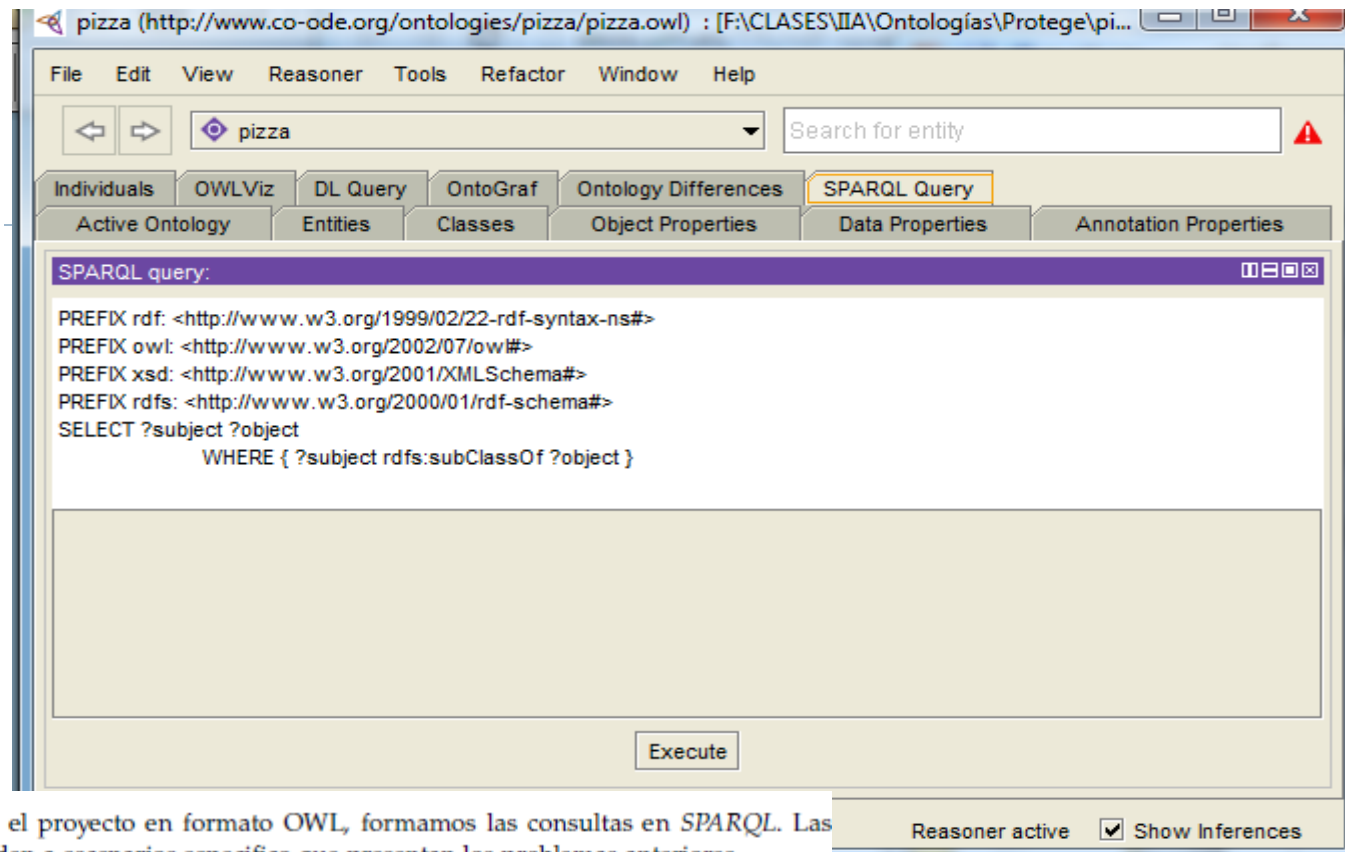 pizza (http://www.co-ode.org/ontologies/pizza/pizza.owl) : [F:\CLASES\IIA\Ontologías\Protege\pi...
File Edit View Reasoner Tools Refactor Window Help
pizza
Search for entity
Individuals OWLViz DL Query OntoGraf Ontology Differences SPARQL Query
Active Ontology Entities Classes Object Properties Data Properties Annotation Properties
SPARQL query:
PREFIX rdf: <http://www.w3.org/1999/02/22-rdf-syntax-ns#>
PREFIX owl: <http://www.w3.org/2002/07/owl#>
PREFIX xsd: <http://www.w3.org/2001/XMLSchema#>
PREFIX rdfs: <http://www.w3.org/2000/01/rdf-schema#>
SELECT ?subject ?object
WHERE { ?subject rdfs:subClassOf ?object }
Execute
el proyecto en formato OWL, formamos las consultas en SPARQL. Las
Reasoner active Show Inferences